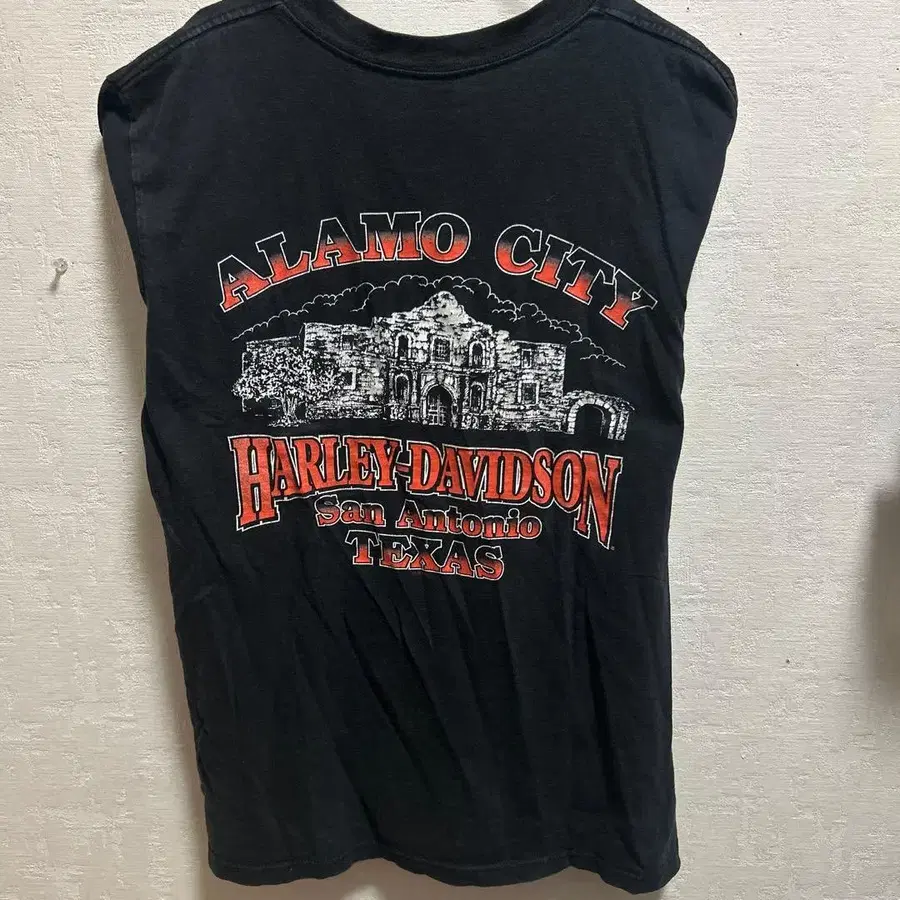 ALAMO CITY
HARLEY-DAVIDSON
San Antonio
TEXAS